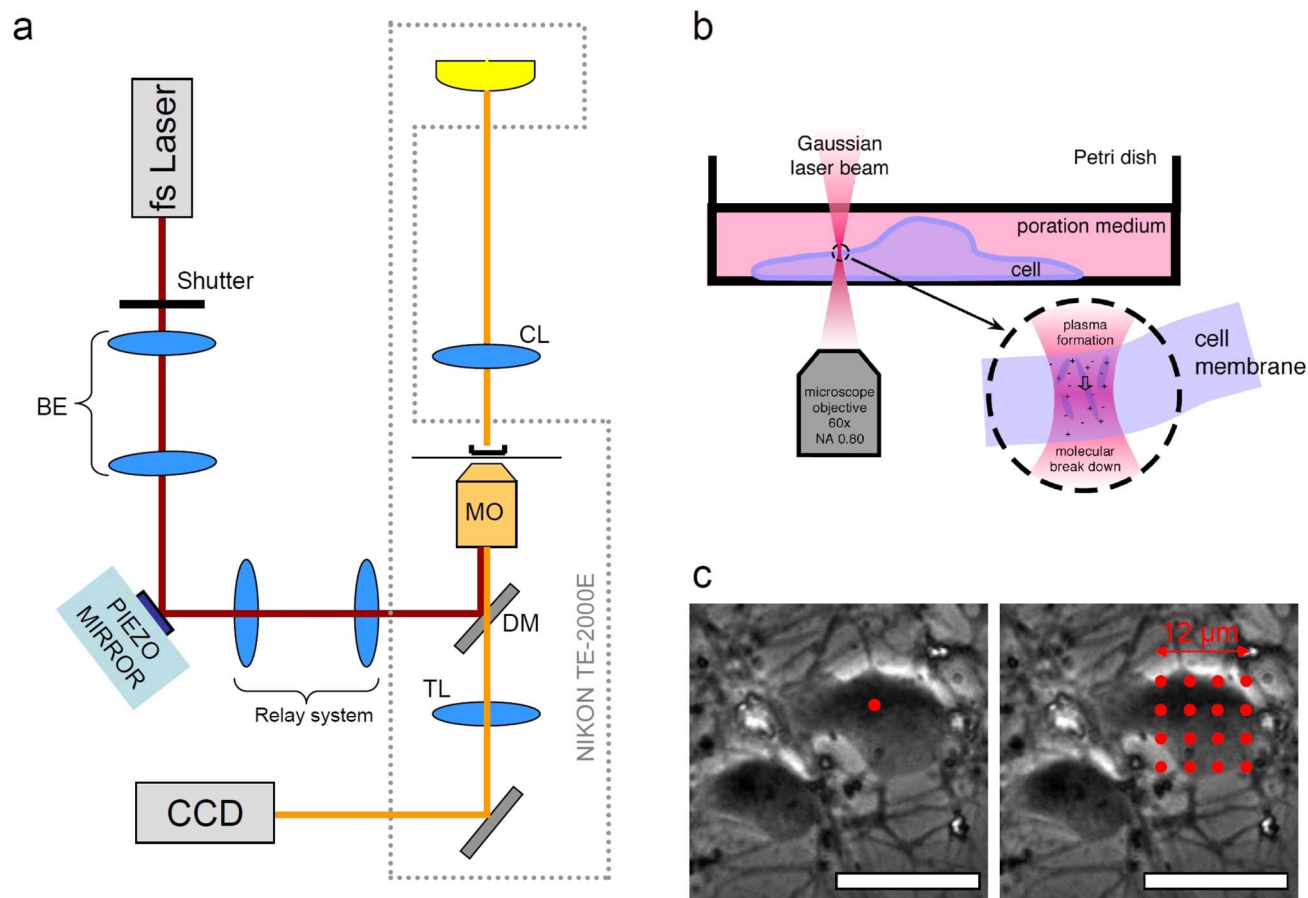 a
fs Laser
Shutter
BE
PIEZO
MIRROR
Relay system
CL
MO
DM
TL
NIKON TE-2000E
CCD
b
Gaussian
laser beam
Petri dish
poration medium
cell
microscope
objective
60x
NA 0.80
plasma
formation
cell
membrane
molecular
break down
c
12 µm